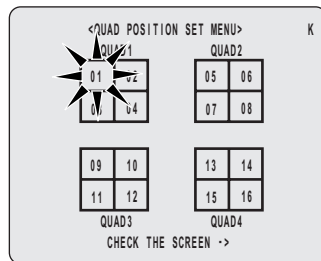 <QUAD POSITION SET MENU> K
QUAD1 QUAD2
01 02 05 06
03 04 07 08
09 10 13 14
11 12 15 16
QUAD3 QUAD4
CHECK THE SCREEN ->